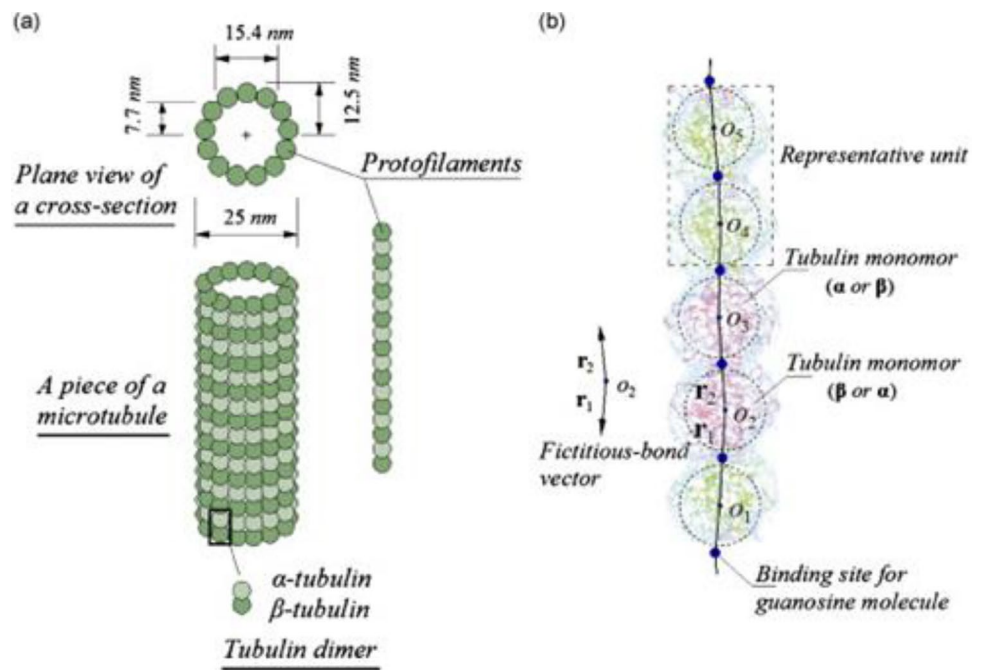 (a)
15.4 nm
7.7 nm
12.5 nm
Plane view of
a cross-section
Protofilaments
25 nm
A piece of a
microtubule
α-tubulin
β-tubulin
Tubulin dimer
(b)
O5
Representative unit
O4
Tubulin monomor
(α or β)
O3
r2
O2
r1
Tubulin monomor
(β or α)
r2
O2
r1
Fictitious-bond
vector
O1
Binding site for
guanosine molecule